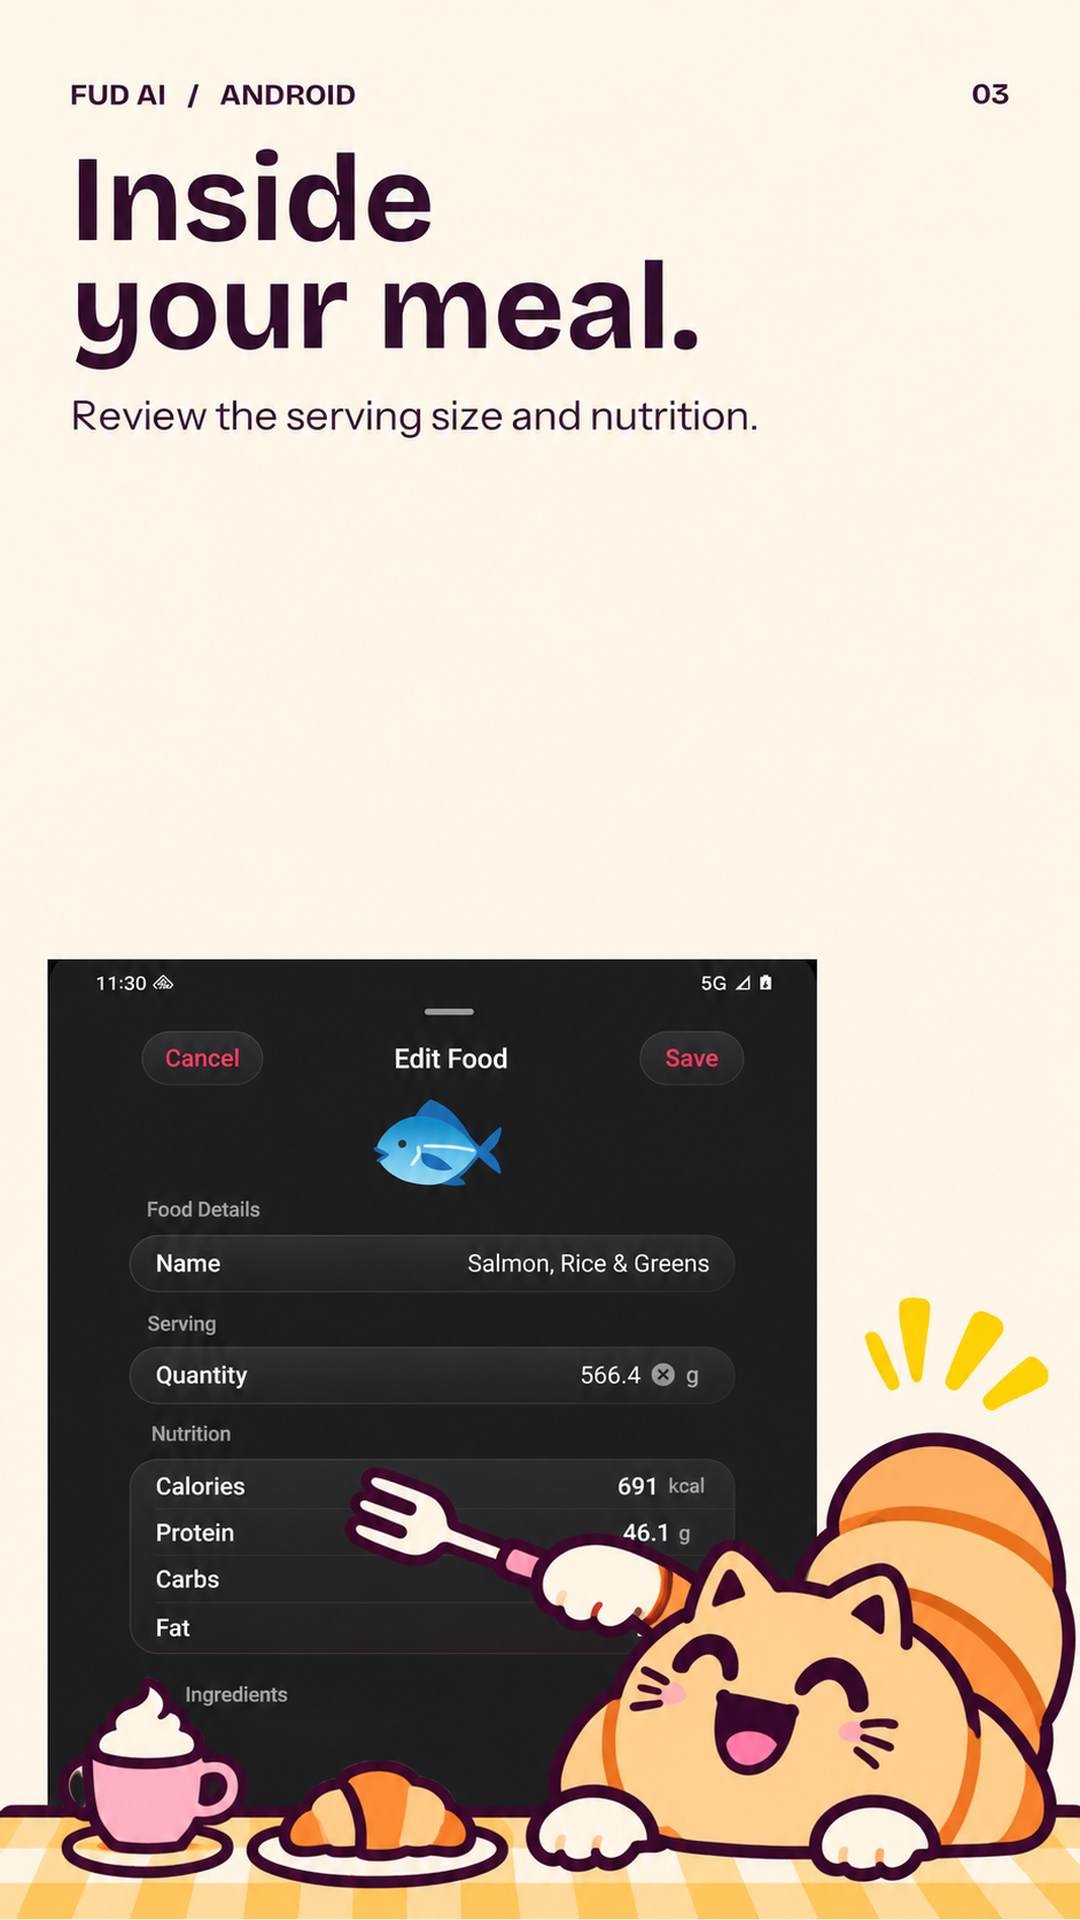 FUD AI / ANDROID
03
Inside
your meal.
Review the serving size and nutrition.
11:30
5G
Cancel
Edit Food
Save
Food Details
Name
Salmon, Rice & Greens
Serving
Quantity
566.4 g
Nutrition
Calories
691 kcal
Protein
46.1 g
Carbs
Fat
Ingredients